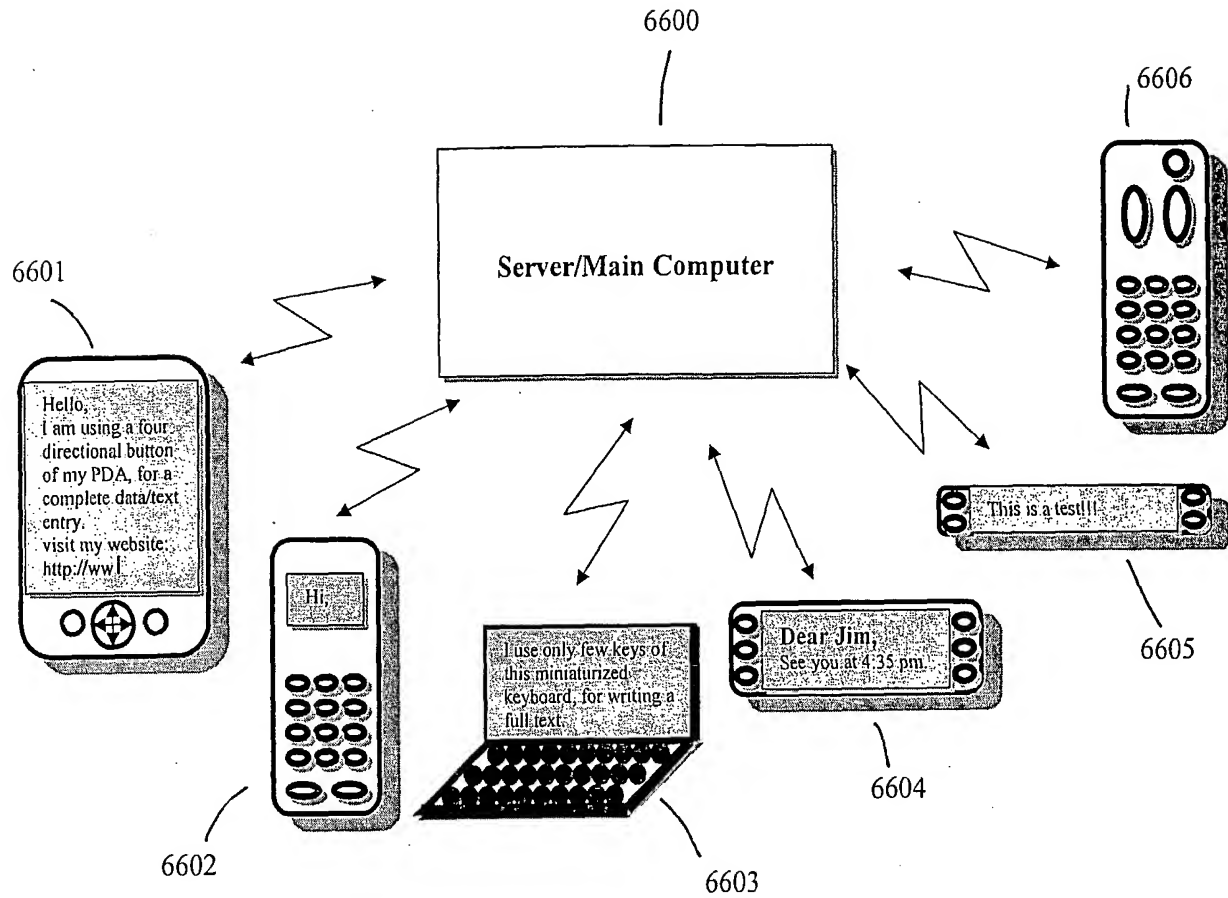 6600
6606
Server/Main Computer
6601
Hello,
I am using a four
directional button
of my PDA, for a
complete data/text
entry.
visit my website:
http://ww
This is a test!!!
6605
Hi,
I use only few keys of
this miniaturized
keyboard, for writing a
full text.
Dear Jim,
See you at 4:35 pm.
6604
6602
6603